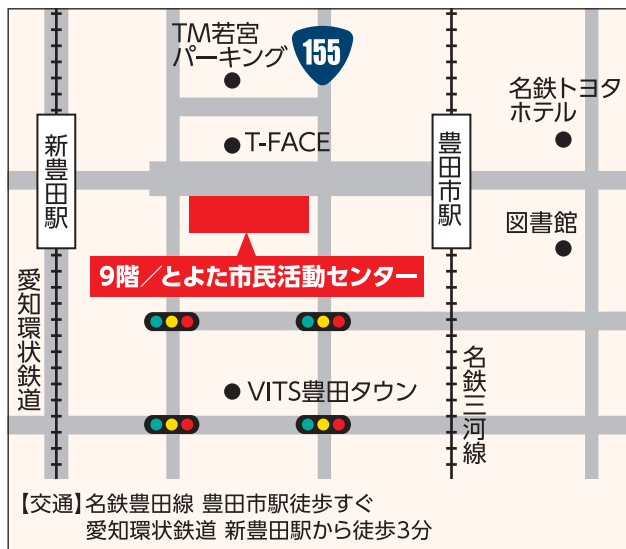 TM若宮
パーキング
155
名鉄トヨタ
ホテル
T-FACE
新豊田駅
豊田市駅
図書館
9階／とよた市民活動センター
愛知環状鉄道
VITS豊田タウン
名鉄三河線
【交通】名鉄豊田線 豊田市駅徒歩すぐ
愛知環状鉄道 新豊田駅から徒歩3分